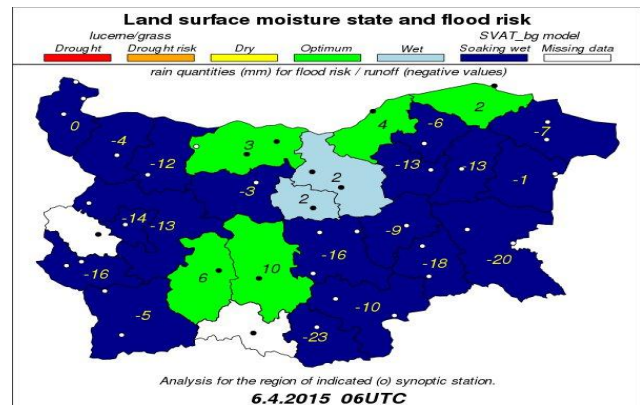 Land surface moisture state and flood risk
lucerne/grass SVAT_bg model
Drought Drought risk Dry Optimum Wet Soaking wet Missing data
rain quantities (mm) for flood risk / runoff (negative values)
2
0 4 -6
-7
-4 3
-12 -13 -13
2 -1
-3
2
-14 -13 -9
-16
-16 6 10 -18 -20
-5 -10
-23
Analysis for the region of indicated (o) synoptic station.
6.4.2015 06UTC